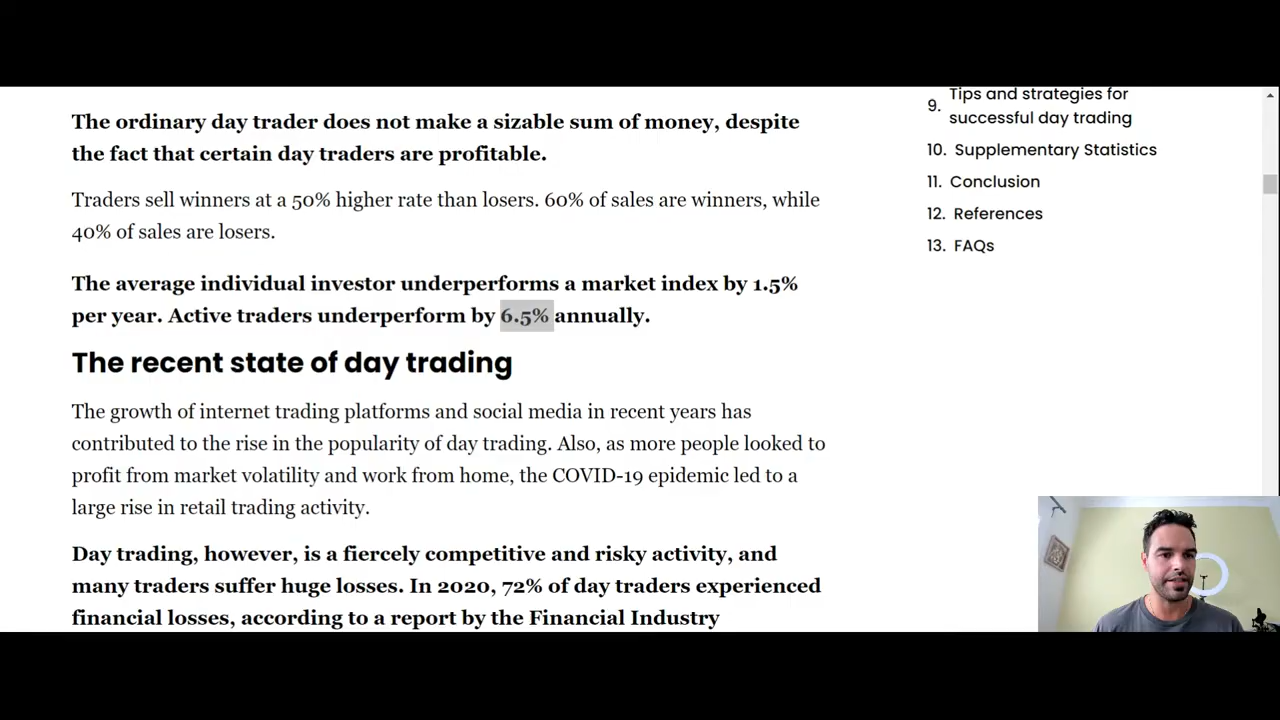 The ordinary day trader does not make a sizable sum of money, despite
the fact that certain day traders are profitable.
Traders sell winners at a 50% higher rate than losers. 60% of sales are winners, while
40% of sales are losers.
The average individual investor underperforms a market index by 1.5%
per year. Active traders underperform by 6.5% annually.
The recent state of day trading
The growth of internet trading platforms and social media in recent years has
contributed to the rise in the popularity of day trading. Also, as more people looked to
profit from market volatility and work from home, the COVID-19 epidemic led to a
large rise in retail trading activity.
Day trading, however, is a fiercely competitive and risky activity, and
many traders suffer huge losses. In 2020, 72% of day traders experienced
financial losses, according to a report by the Financial Industry
9. Tips and strategies for
successful day trading
10. Supplementary Statistics
11. Conclusion
12. References
13. FAQs